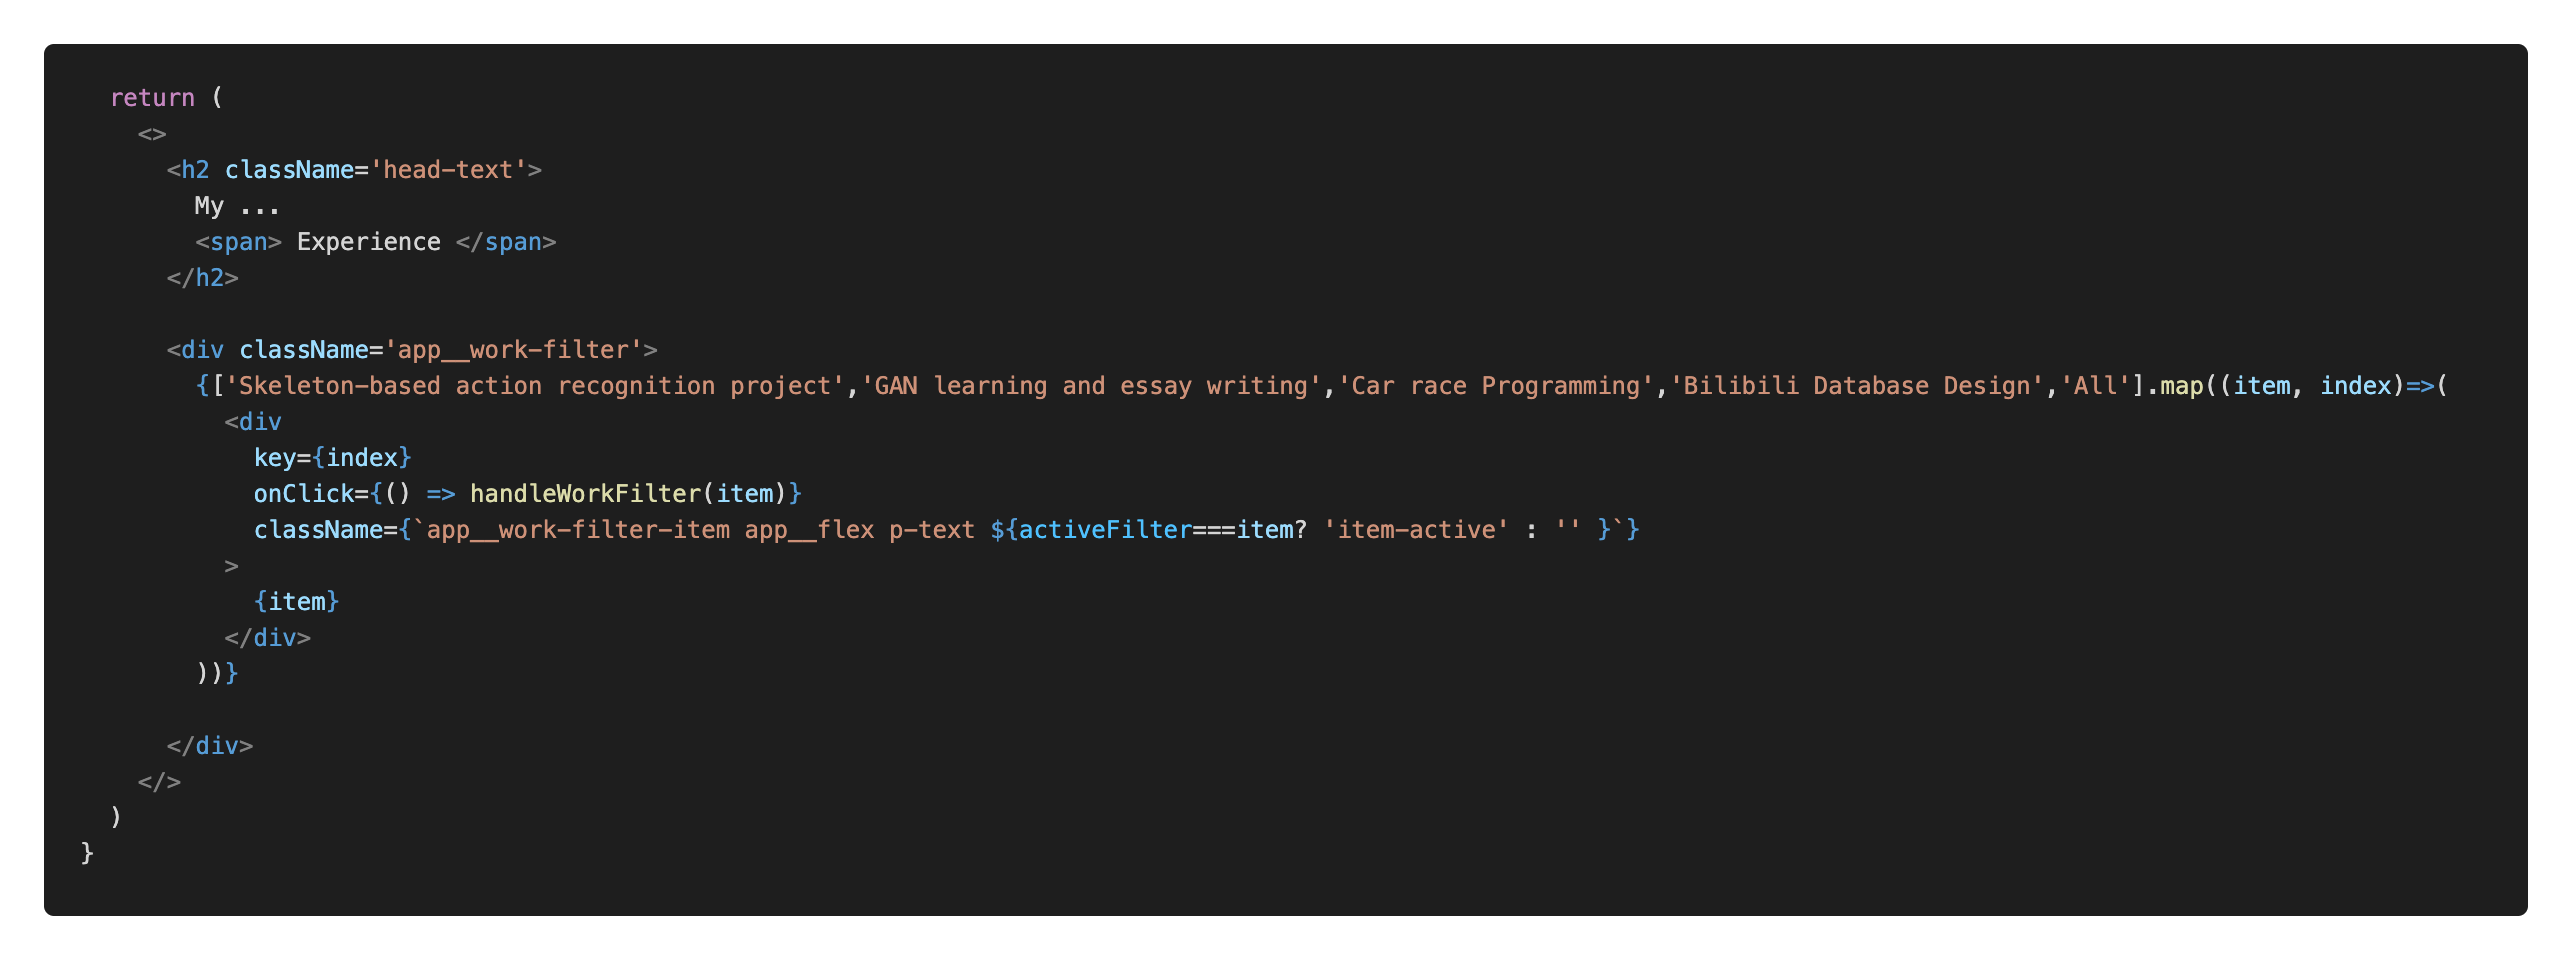 return (
<>
<h2 className='head-text'>
My ...
<span> Experience </span>
</h2>
<div className='app__work-filter'>
{['Skeleton-based action recognition project','GAN learning and essay writing','Car race Programming','Bilibili Database Design','All'].map((item, index)=>(
<div
key={index}
onClick={() => handleWorkFilter(item)}
className={`app__work-filter-item app__flex p-text ${activeFilter===item? 'item-active' : '' }`}
>
{item}
</div>
))}
</div>
</>
)
}